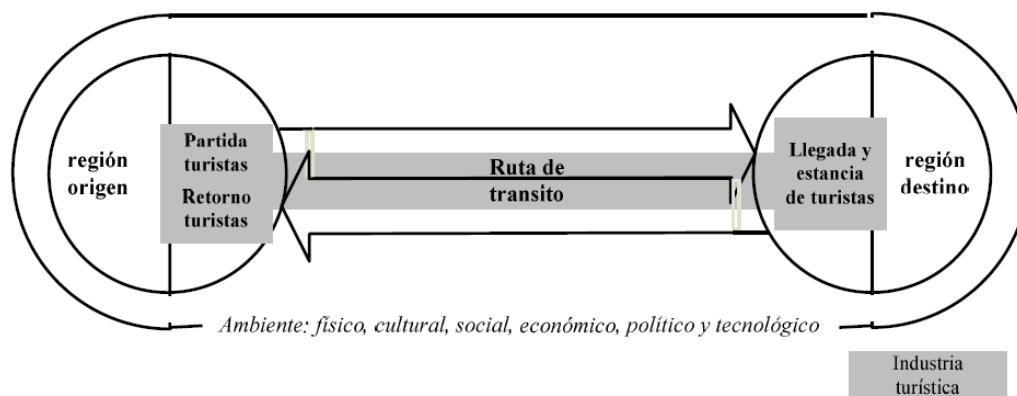 región
origen
Partida
turistas
Retorno
turistas
Ruta de
transito
Llegada y
estancia
de turistas
región
destino
Ambiente: físico, cultural, social, económico, político y tecnológico
Industria
turística